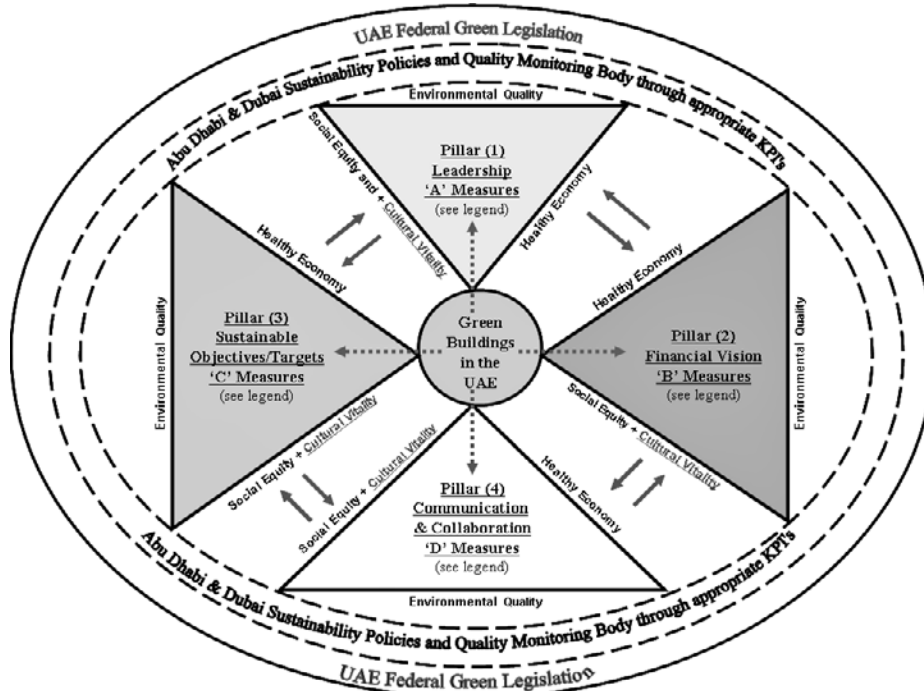 UAE Federal Green Legislation
Abu Dhabi & Dubai Sustainability Policies and Quality Monitoring Body through appropriate KPI's
Environmental Quality
Social Equity and + Cultural Vitality
Healthy Economy
Pillar (1)
Leadership
'A' Measures
(see legend)
Healthy Economy
Environmental Quality
Pillar (3)
Sustainable
Objectives/Targets
'C' Measures
(see legend)
Social Equity + Cultural Vitality
Green
Buildings
in the
UAE
Healthy Economy
Pillar (2)
Financial Vision
'B' Measures
(see legend)
Environmental Quality
Social Equity + Cultural Vitality
Social Equity + Cultural Vitality
Pillar (4)
Communication
& Collaboration
'D' Measures
(see legend)
Healthy Economy
Environmental Quality
Abu Dhabi & Dubai Sustainability Policies and Quality Monitoring Body through appropriate KPI's
UAE Federal Green Legislation